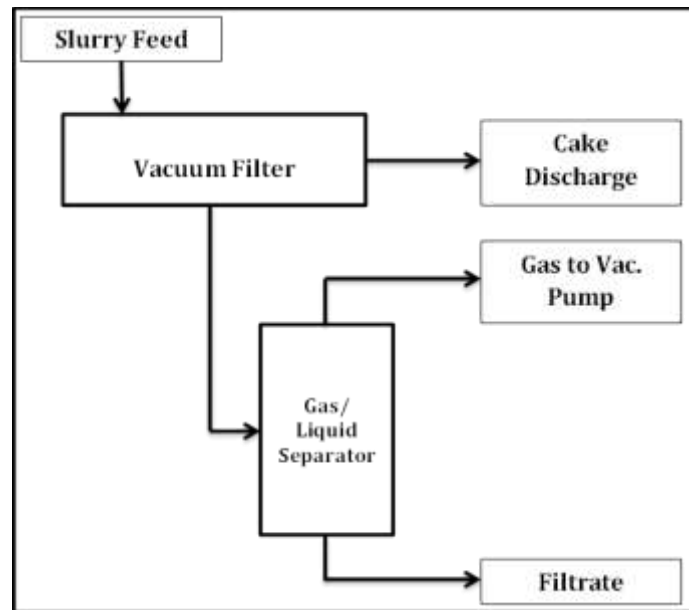 Slurry Feed
Vacuum Filter
Cake
Discharge
Gas to Vac.
Pump
Gas/
Liquid
Separator
Filtrate